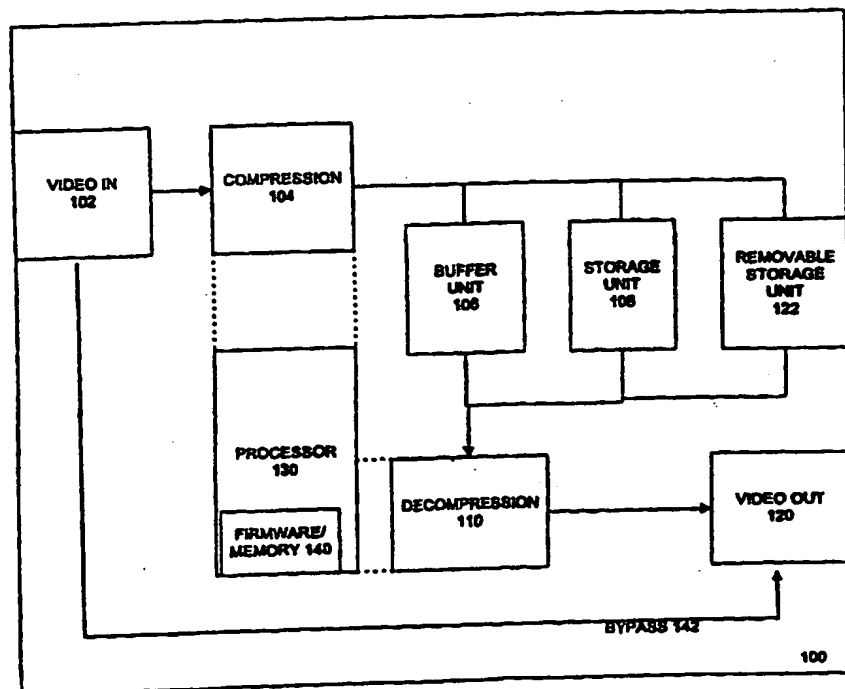 VIDEO IN
102
COMPRESSION
104
BUFFER
UNIT
106
STORAGE
UNIT
108
REMOVABLE
STORAGE
UNIT
122
PROCESSOR
130
FIRMWARE/
MEMORY 140
DECOMPRESSION
110
VIDEO OUT
120
BYPASS 142
100